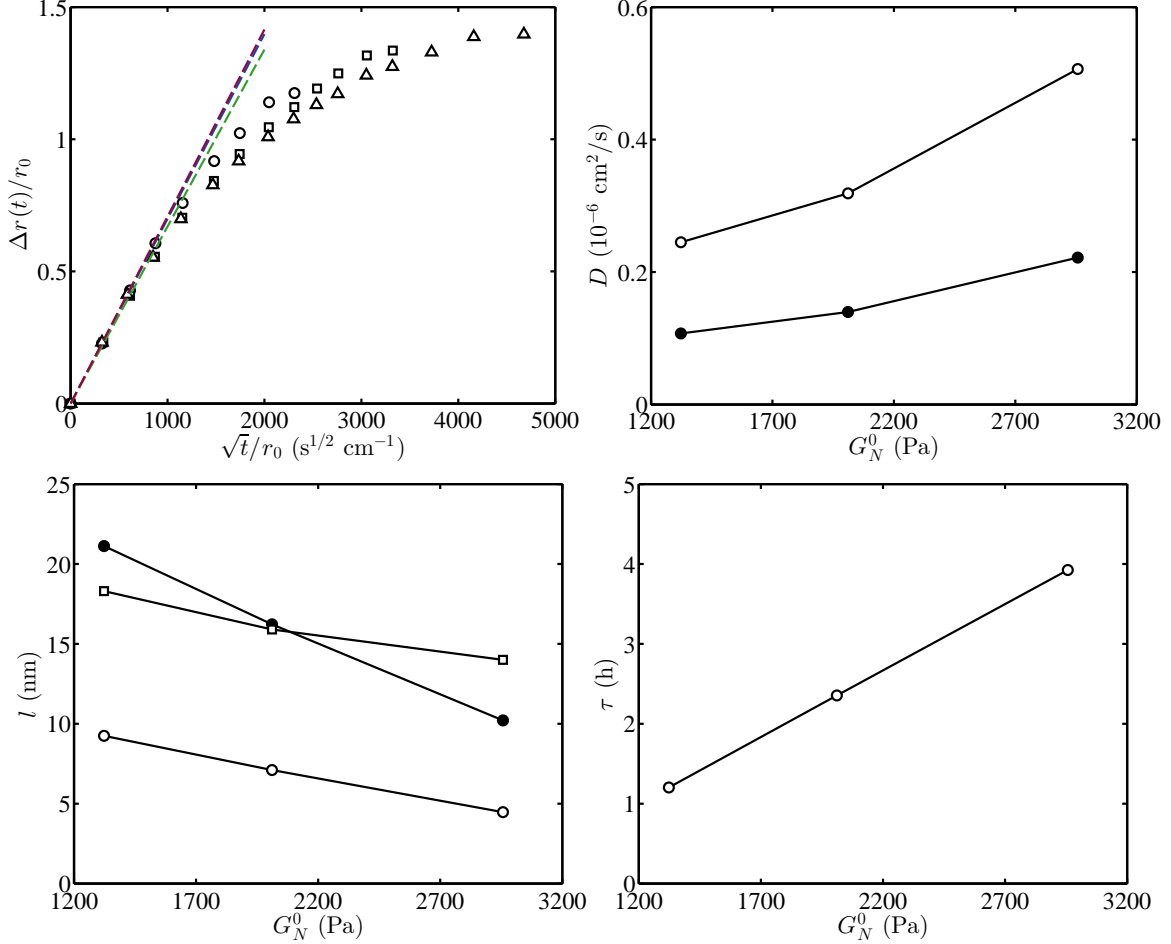 1.5
1
0.5
0
0 1000 2000 3000 4000 5000
Δr(t)/r₀
√t/r₀ (s^{1/2} cm^{−1})
0.6
0.4
0.2
0
1200 1700 2200 2700 3200
D (10^{−6} cm²/s)
G_N^0 (Pa)
25
20
15
10
5
0
1200 1700 2200 2700 3200
l (nm)
G_N^0 (Pa)
5
4
3
2
1
0
1200 1700 2200 2700 3200
τ (h)
G_N^0 (Pa)